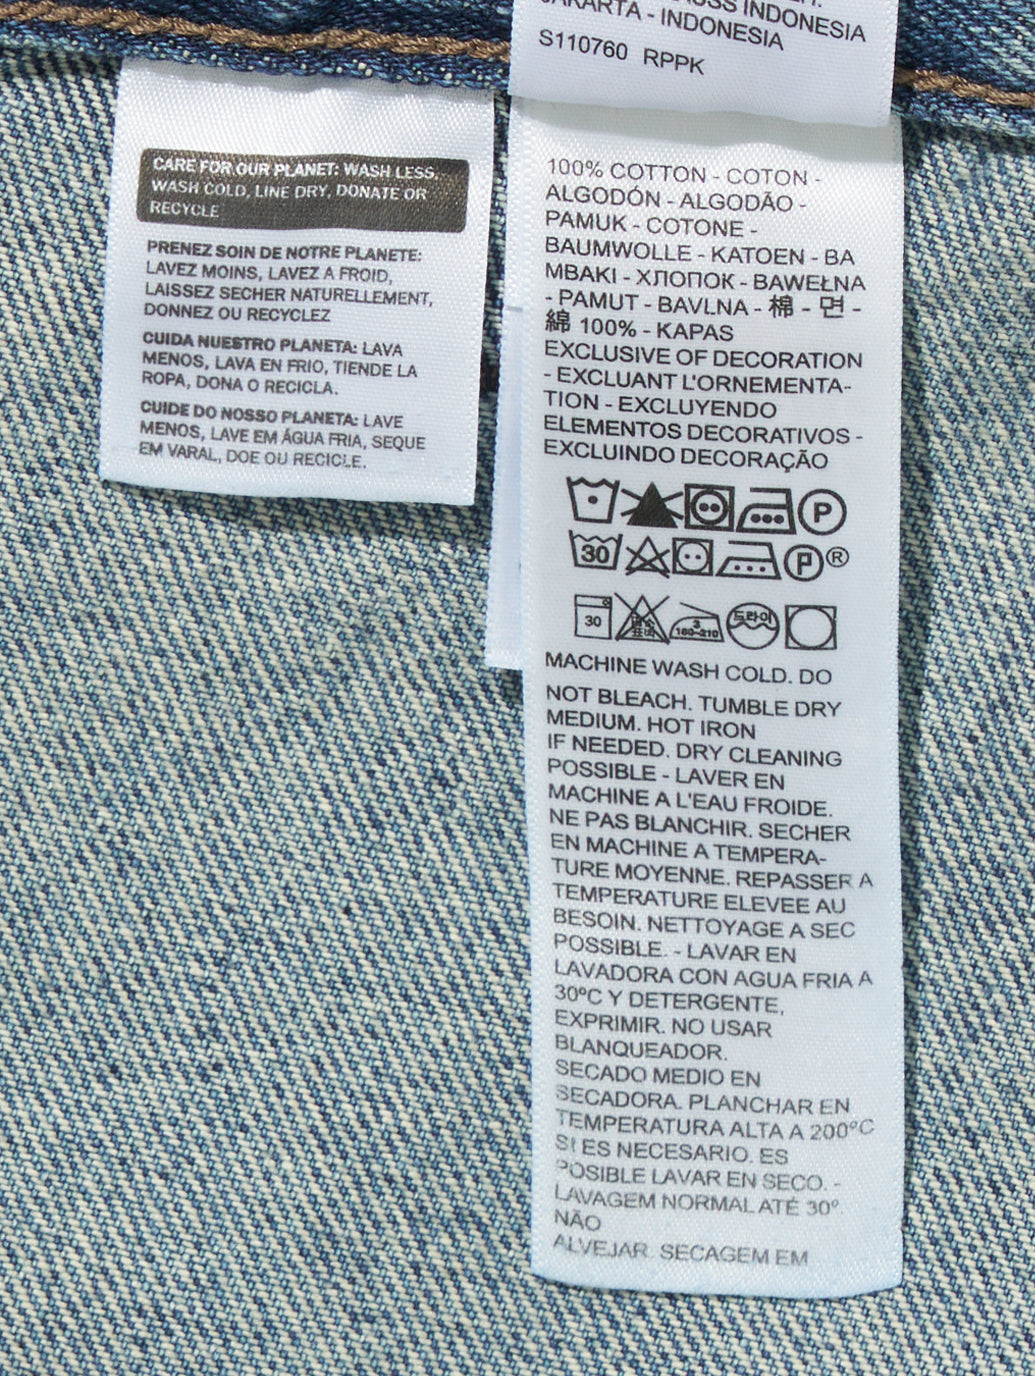 USS INDONESIA
JAKARTA - INDONESIA
S110760 RPPK
CARE FOR OUR PLANET: WASH LESS,
WASH COLD, LINE DRY, DONATE OR
RECYCLE
PRENEZ SOIN DE NOTRE PLANETE:
LAVEZ MOINS, LAVEZ A FROID,
LAISSEZ SECHER NATURELLEMENT,
DONNEZ OU RECYCLEZ
CUIDA NUESTRO PLANETA: LAVA
MENOS, LAVA EN FRIO, TIENDE LA
ROPA, DONA O RECICLA.
CUIDE DO NOSSO PLANETA: LAVE
MENOS, LAVE EM ÁGUA FRIA, SEQUE
EM VARAL, DOE OU RECICLE.
100% COTTON - COTON -
ALGODÓN - ALGODÃO -
PAMUK - COTONE -
BAUMWOLLE - KATOEN - BA
MBAKI - ХЛОПОК - BAWEŁNA
- PAMUT - BAVLNA - 棉 - 면 -
綿 100% - KAPAS
EXCLUSIVE OF DECORATION
- EXCLUANT L'ORNEMENTA-
TION - EXCLUYENDO
ELEMENTOS DECORATIVOS -
EXCLUINDO DECORAÇÃO
P
30 P ®
30 3 180-210 드라이
MACHINE WASH COLD. DO
NOT BLEACH. TUMBLE DRY
MEDIUM. HOT IRON
IF NEEDED. DRY CLEANING
POSSIBLE - LAVER EN
MACHINE A L'EAU FROIDE.
NE PAS BLANCHIR. SECHER
EN MACHINE A TEMPERA-
TURE MOYENNE. REPASSER A
TEMPERATURE ELEVEE AU
BESOIN. NETTOYAGE A SEC
POSSIBLE. - LAVAR EN
LAVADORA CON AGUA FRIA A
30ºC Y DETERGENTE,
EXPRIMIR. NO USAR
BLANQUEADOR.
SECADO MEDIO EN
SECADORA. PLANCHAR EN
TEMPERATURA ALTA A 200ºC
SI ES NECESARIO. ES
POSIBLE LAVAR EN SECO. -
LAVAGEM NORMAL ATÉ 30º.
NÃO
ALVEJAR. SECAGEM EM